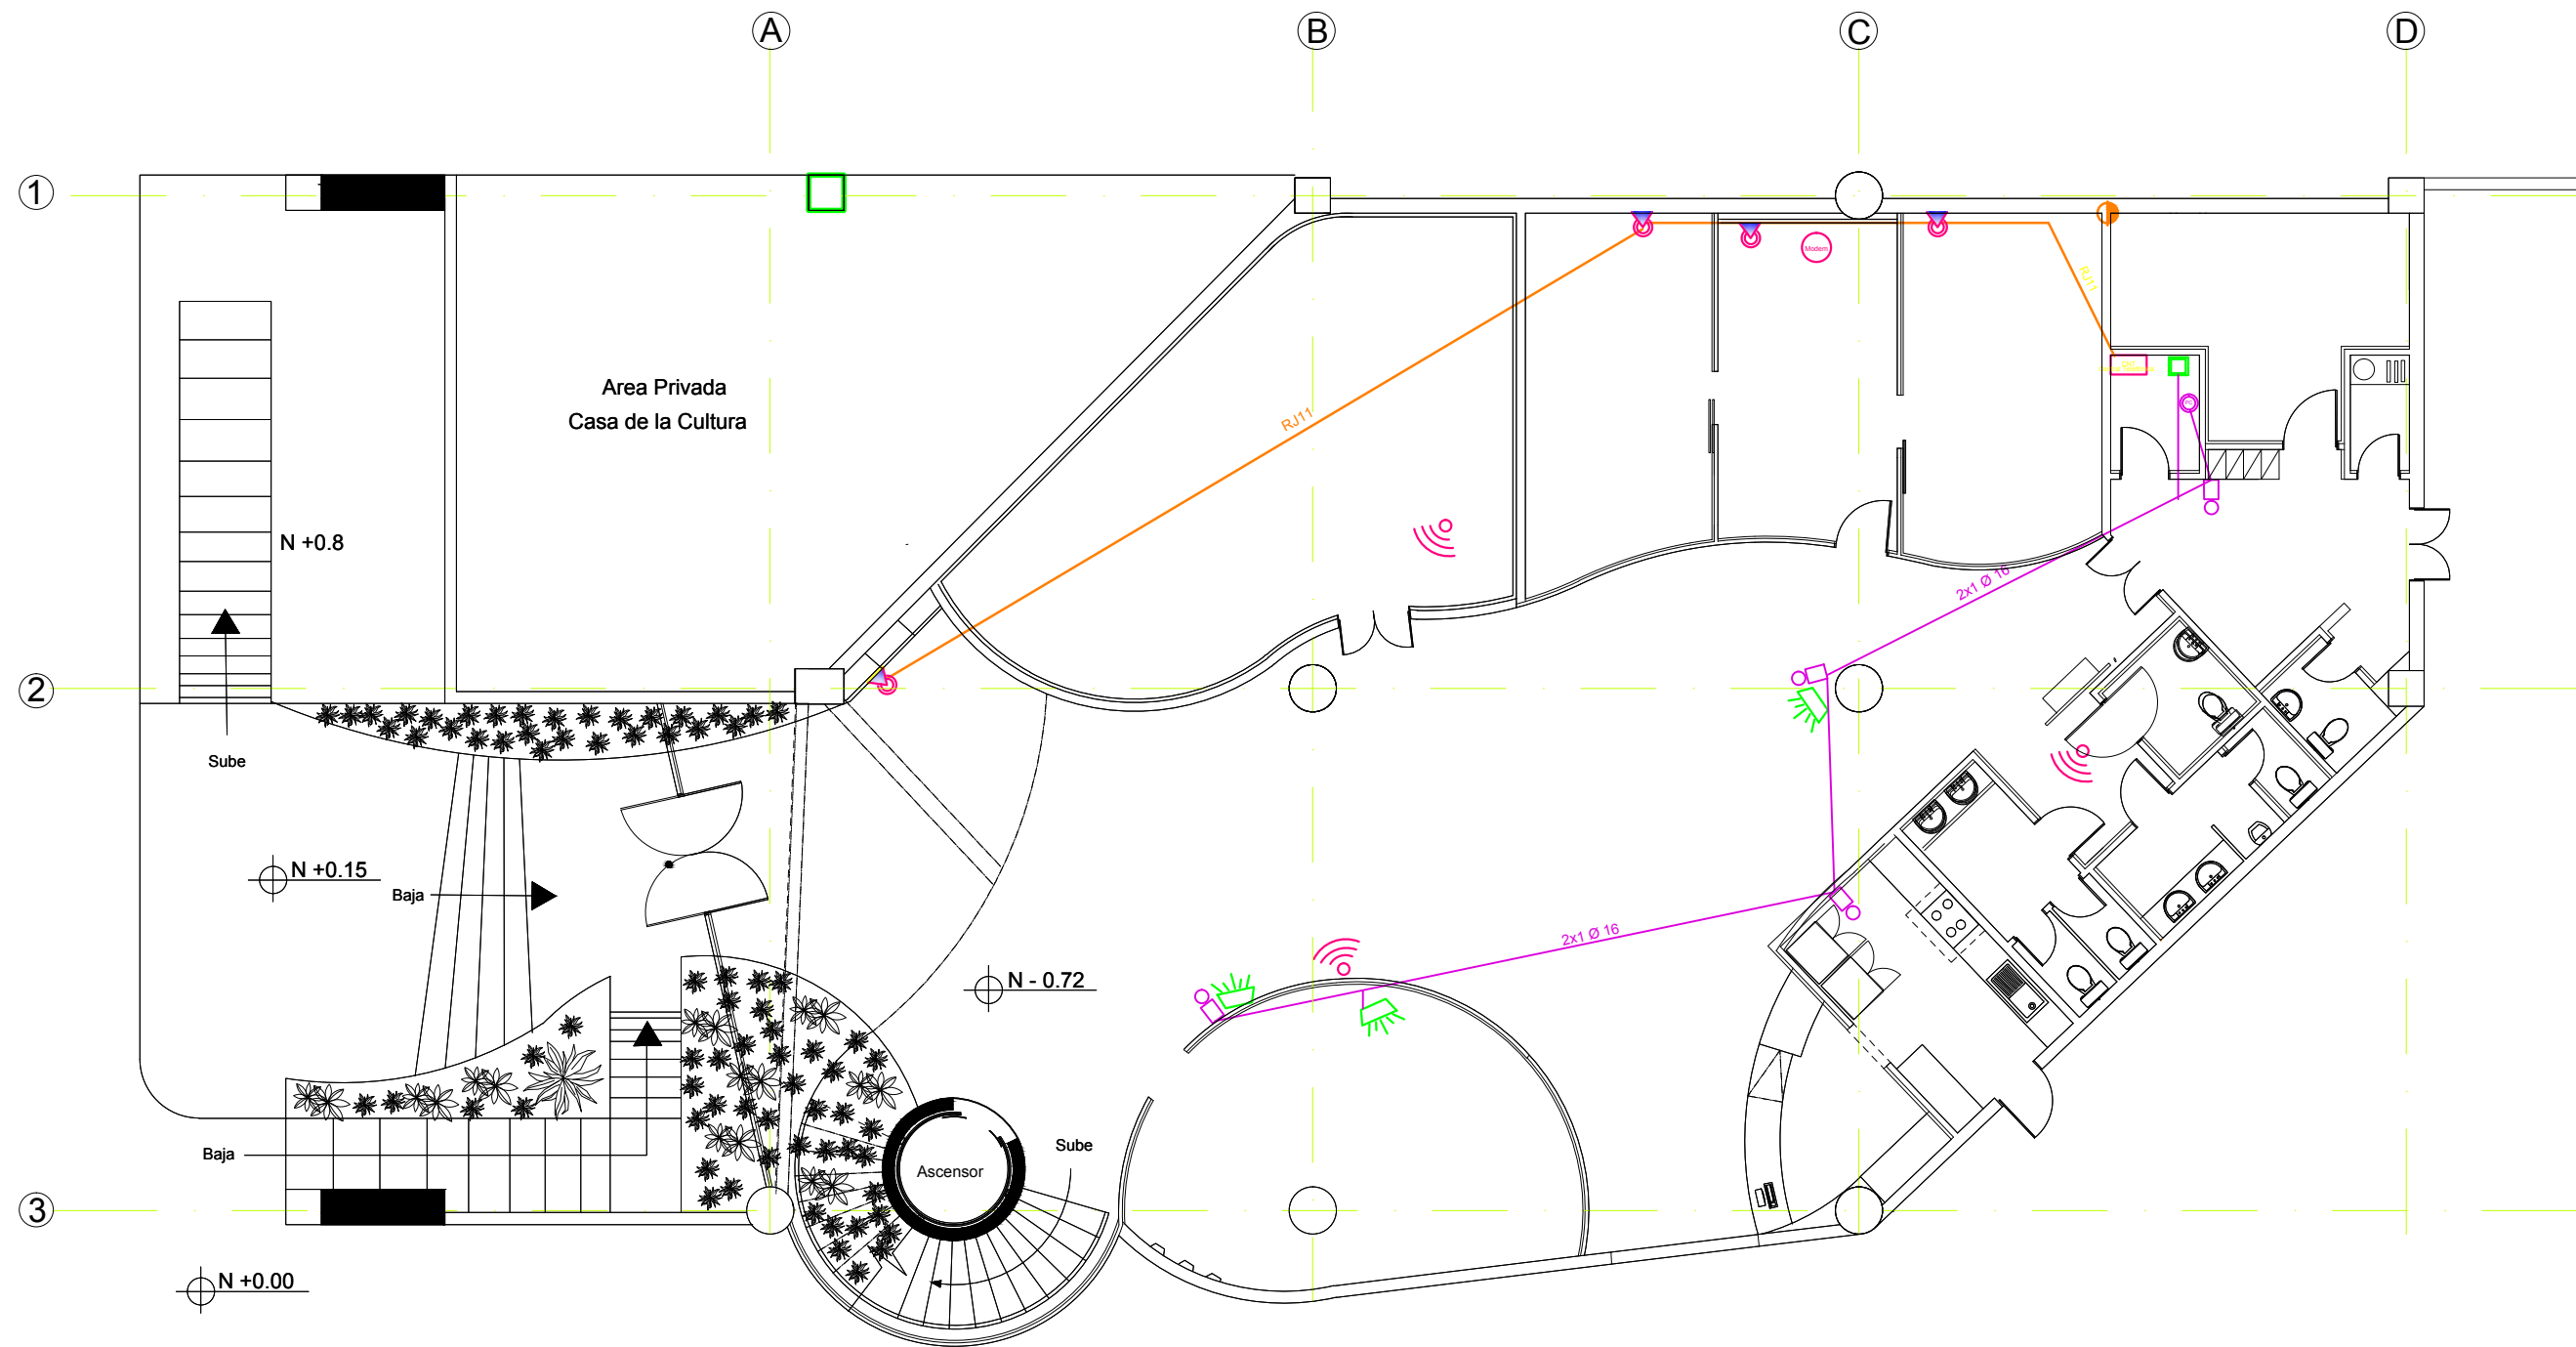 A
B
C
D
1
Modem
RJ11
Area Privada
Casa de la Cultura
RJ11
PC
N +0.8
2x1 Ø 16
2
Sube
N +0.15
Baja
2x1 Ø 16
N - 0.72
Baja
Sube
Ascensor
3
N +0.00